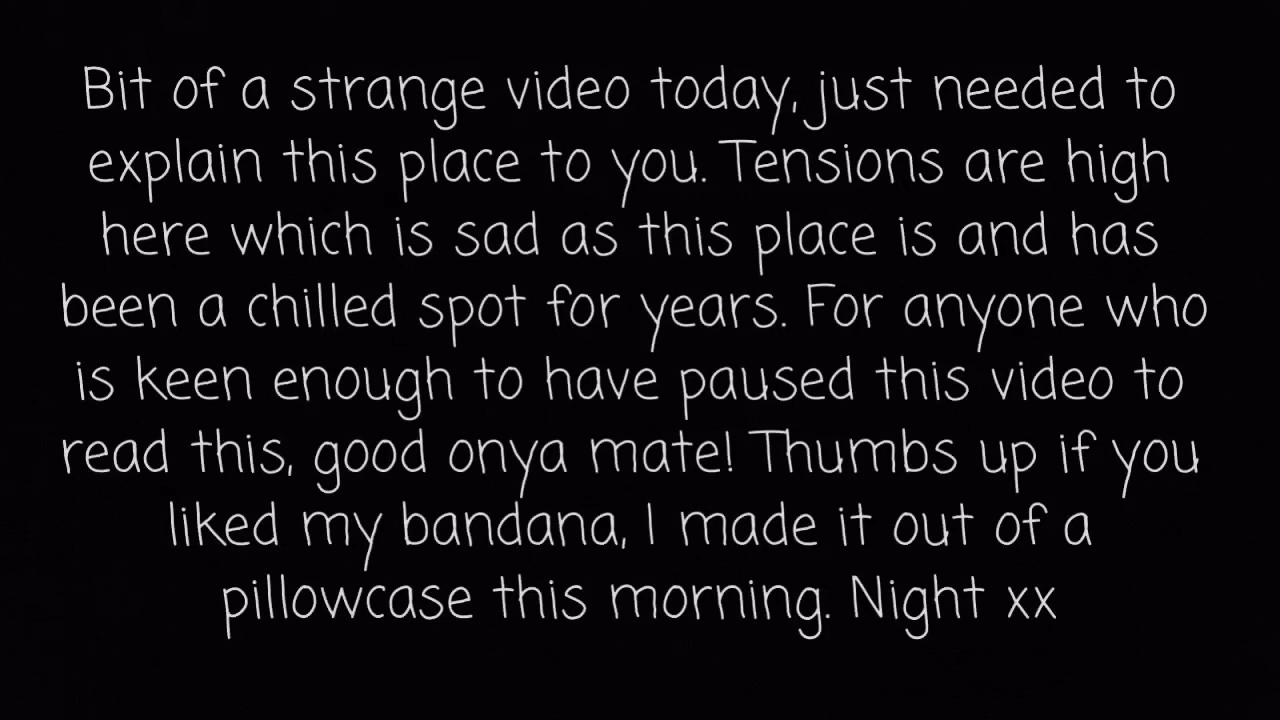 Bit of a strange video today, just needed to
explain this place to you. Tensions are high
here which is sad as this place is and has
been a chilled spot for years. For anyone who
is keen enough to have paused this video to
read this, good onya mate! Thumbs up if you
liked my bandana, I made it out of a
pillowcase this morning. Night xx